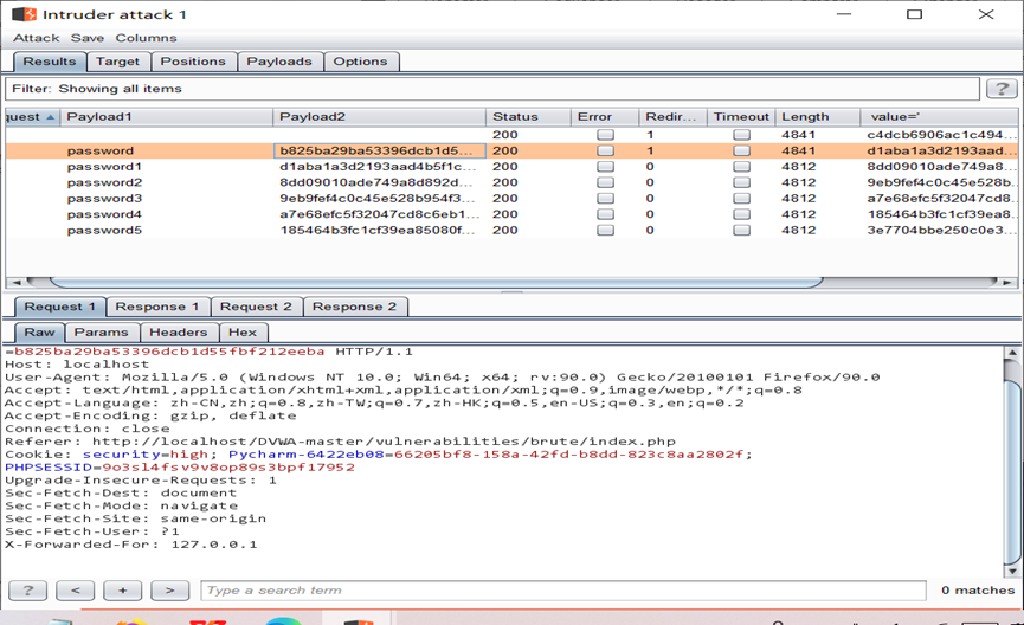 Intruder attack 1
Attack Save Columns
Results Target Positions Payloads Options
Filter: Showing all items ?
quest Payload1 Payload2 Status Error Redir... Timeout Length value="
200 1 4841 c4dcb6906ac1c494...
password b825ba29ba53396dcb1d5... 200 1 4841 d1aba1a3d2193aad...
password1 d1aba1a3d2193aad4b5f1c... 200 0 4812 8dd09010ade749a8...
password2 8dd09010ade749a8d892d... 200 0 4812 9eb9fef4c0c45e528b...
password3 9eb9fef4c0c45e528b954f3... 200 0 4812 a7e68efc5f32047cd8...
password4 a7e68efc5f32047cd8c6eb1... 200 0 4812 185464b3fc1cf39ea8...
password5 185464b3fc1cf39ea85080f... 200 0 4812 3e7704bbe250c0e3...
Request 1 Response 1 Request 2 Response 2
Raw Params Headers Hex
=b825ba29ba53396dcb1d55fbf212eeba HTTP/1.1
Host: localhost
User-Agent: Mozilla/5.0 (Windows NT 10.0; Win64; x64; rv:90.0) Gecko/20100101 Firefox/90.0
Accept: text/html,application/xhtml+xml,application/xml;q=0.9,image/webp,*/*;q=0.8
Accept-Language: zh-CN,zh;q=0.8,zh-TW;q=0.7,zh-HK;q=0.5,en-US;q=0.3,en;q=0.2
Accept-Encoding: gzip, deflate
Connection: close
Referer: http://localhost/DVWA-master/vulnerabilities/brute/index.php
Cookie: security=high; Pycharm-6422eb08=66205bf8-158a-42fd-b8dd-823c8aa2802f;
PHPSESSID=9o3sl4fsv9v8op89s3bpf17952
Upgrade-Insecure-Requests: 1
Sec-Fetch-Dest: document
Sec-Fetch-Mode: navigate
Sec-Fetch-Site: same-origin
Sec-Fetch-User: ?1
X-Forwarded-For: 127.0.0.1
? < + > Type a search term 0 matches